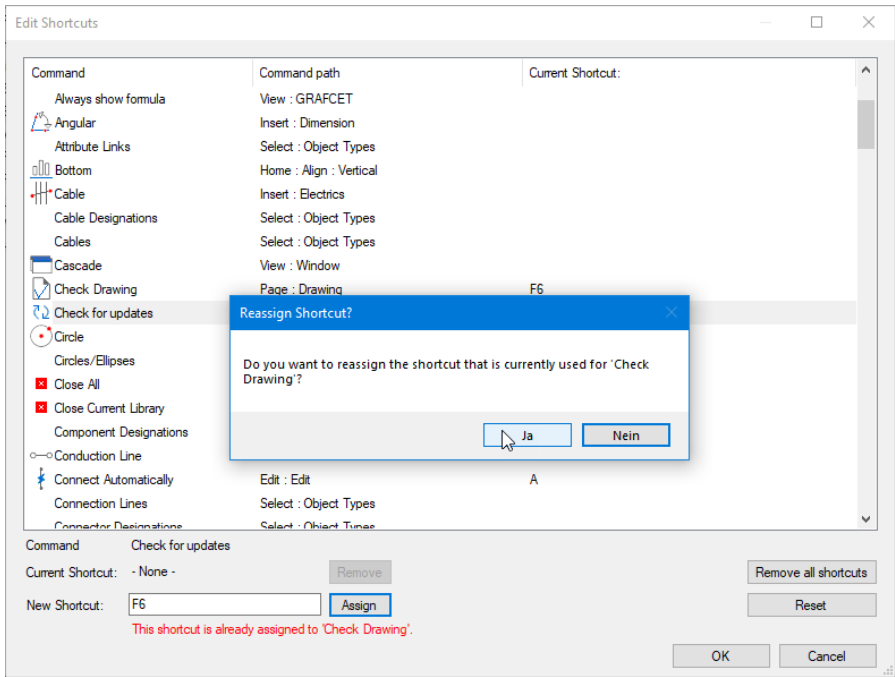 Edit Shortcuts
Command Command path Current Shortcut:
Always show formula View : GRAFCET
Angular Insert : Dimension
Attribute Links Select : Object Types
Bottom Home : Align : Vertical
Cable Insert : Electrics
Cable Designations Select : Object Types
Cables Select : Object Types
Cascade View : Window
Check Drawing Page : Drawing F6
Check for updates
Circle
Circles/Ellipses
Close All
Close Current Library
Component Designations
Conduction Line
Reassign Shortcut?
Do you want to reassign the shortcut that is currently used for 'Check
Drawing'?
Ja Nein
Connect Automatically Edit : Edit A
Connection Lines Select : Object Types
Connector Designations Select : Object Types
Command Check for updates
Current Shortcut: - None - Remove Remove all shortcuts
New Shortcut: F6 Assign Reset
This shortcut is already assigned to 'Check Drawing'.
OK Cancel